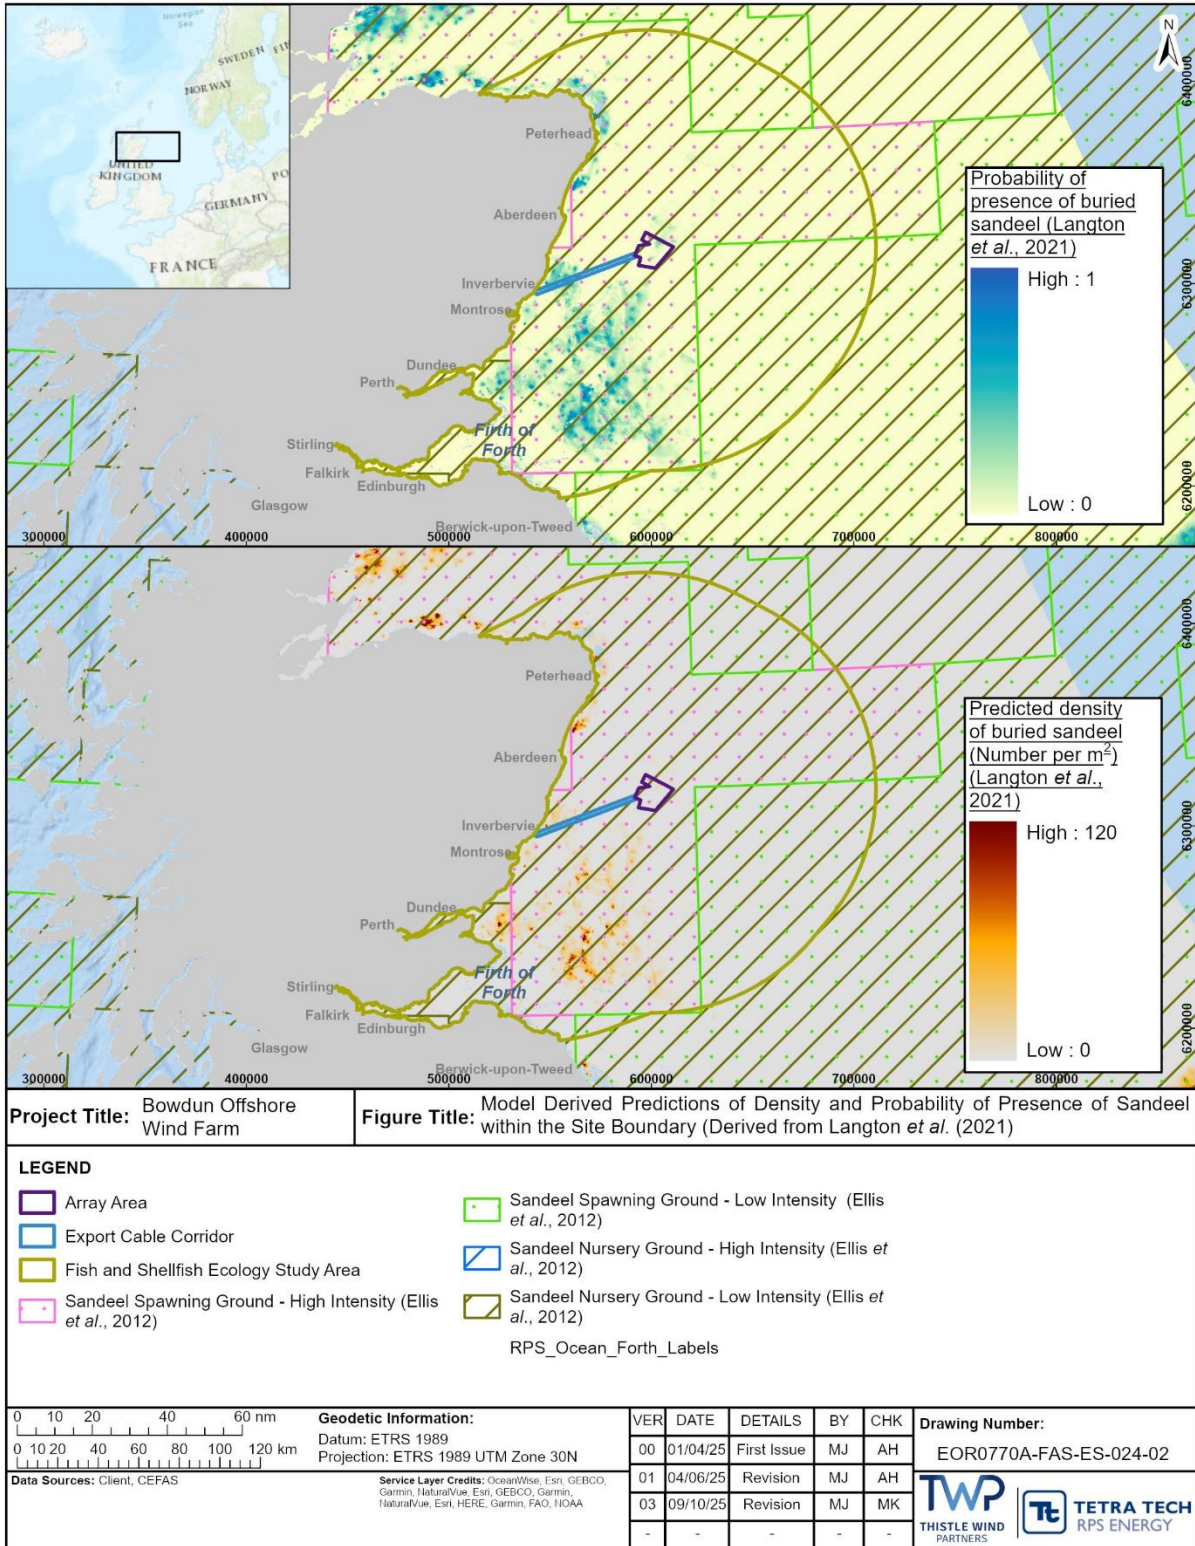 Norwegian
Sea
SWEDEN
FIN
NORWAY
UNITED
KINGDOM
PO
GERMANY
FRANCE
N
6400000
Peterhead
Aberdeen
Inverbervie
Montrose
Dundee
Perth
Firth of
Forth
Stirling
Falkirk
Edinburgh
Glasgow
Berwick-upon-Tweed
6300000
6200000
Probability of
presence of buried
sandeel (Langton
et al., 2021)
High : 1
Low : 0
300000 400000 500000 600000 700000 800000
6400000
Peterhead
Aberdeen
Inverbervie
Montrose
Dundee
Perth
Firth of
Forth
Stirling
Falkirk
Edinburgh
Glasgow
Berwick-upon-Tweed
6300000
6200000
Predicted density
of buried sandeel
(Number per m²)
(Langton et al.,
2021)
High : 120
Low : 0
300000 400000 500000 600000 700000 800000
Project Title: Bowdun Offshore
Wind Farm
Figure Title: Model Derived Predictions of Density and Probability of Presence of Sandeel
within the Site Boundary (Derived from Langton et al. (2021)
LEGEND
Array Area
Export Cable Corridor
Fish and Shellfish Ecology Study Area
Sandeel Spawning Ground - High Intensity (Ellis
et al., 2012)
Sandeel Spawning Ground - Low Intensity (Ellis
et al., 2012)
Sandeel Nursery Ground - High Intensity (Ellis et
al., 2012)
Sandeel Nursery Ground - Low Intensity (Ellis et
al., 2012)
RPS_Ocean_Forth_Labels
0 10 20 40 60 nm
0 10 20 40 60 80 100 120 km
Data Sources: Client, CEFAS
Geodetic Information:
Datum: ETRS 1989
Projection: ETRS 1989 UTM Zone 30N
Service Layer Credits: OceanWise, Esri, GEBCO,
Garmin, NaturalVue, Esri, GEBCO, Garmin,
NaturalVue, Esri, HERE, Garmin, FAO, NOAA
VER DATE DETAILS BY CHK
00 01/04/25 First Issue MJ AH
01 04/06/25 Revision MJ AH
03 09/10/25 Revision MJ MK
- - - - -
Drawing Number:
EOR0770A-FAS-ES-024-02
TWP
THISTLE WIND
PARTNERS
Tt
TETRA TECH
RPS ENERGY